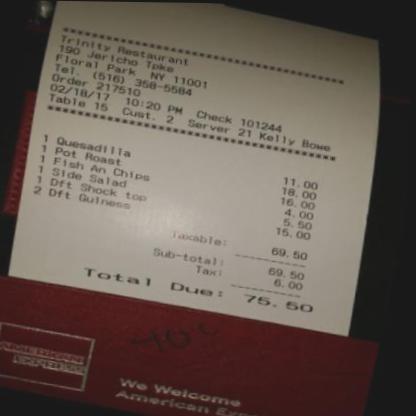 Trinity Restaurant
190 Jericho Tpke
Floral Park NY 11001
Tel. (516) 358-5584
Order 217510
02/18/17 10:20 PM Check 101244
Table 15 Cust. 2 Server 21 Kelly Bowe
1 Quesadilla 11.00
1 Pot Roast 18.00
1 Fish An Chips 16.00
1 Side Salad 4.00
1 Dft Shock top 5.50
2 Dft Guiness 15.00
Taxable: 69.50
Sub-total: 69.50
Tax: 6.00
Total Due: 75.50
AMERICAN
EXPRESS
We Welcome
American Exp